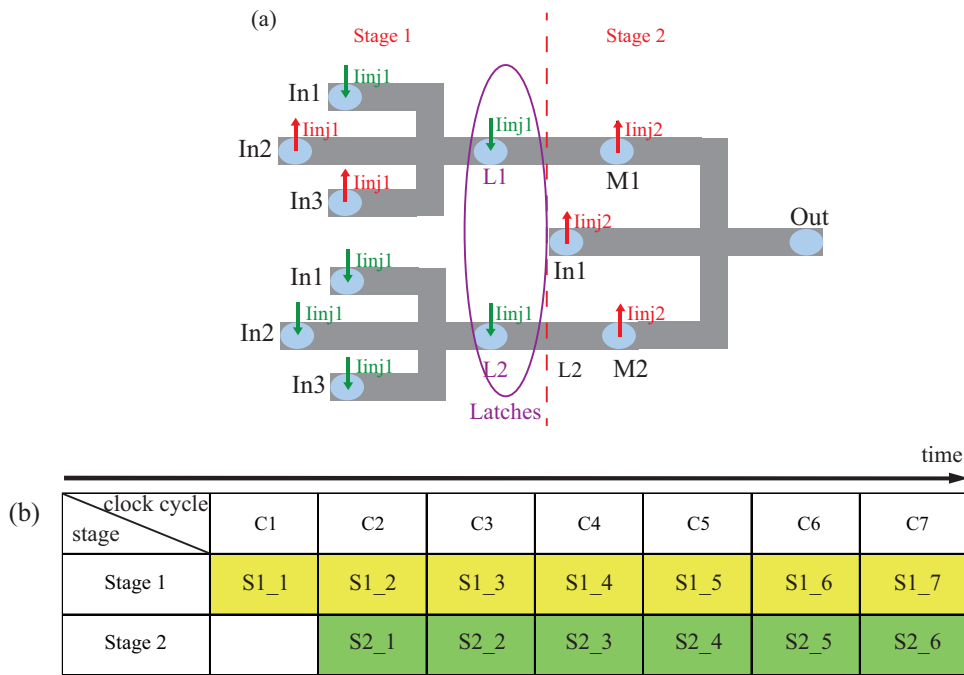 (a)
Stage 1
Stage 2
In1
Iinj1
In2
Iinj1
Iinj1
L1
Iinj2
M1
In3
Iinj1
Iinj2
In1
Out
In1
Iinj1
In2
Iinj1
Iinj1
L2
L2
Iinj2
M2
In3
Iinj1
Latches
time
(b)
clock cycle
stage
C1 C2 C3 C4 C5 C6 C7
Stage 1 S1_1 S1_2 S1_3 S1_4 S1_5 S1_6 S1_7
Stage 2 S2_1 S2_2 S2_3 S2_4 S2_5 S2_6